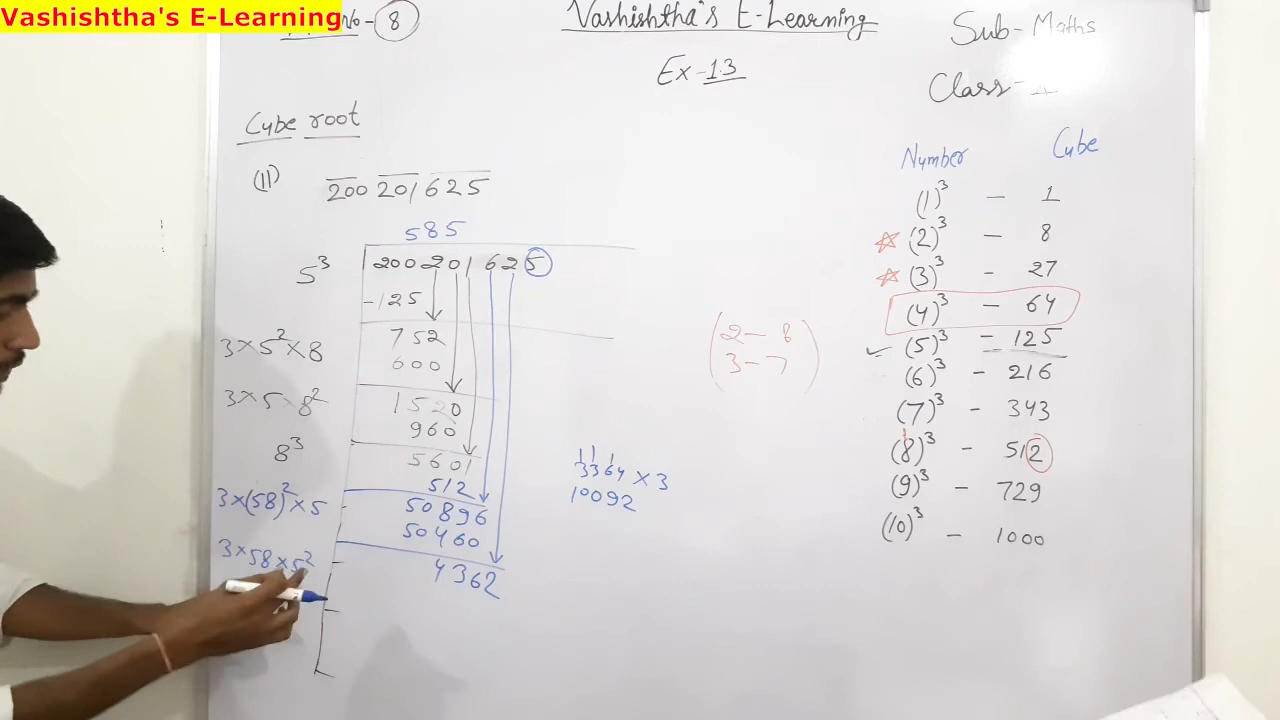 Vashishtha's E-Learning
No - 8
Vashishtha's E-Learning
Sub - Maths
Ex - 1.3
Class -
Cube root
(11) 200 201 625
585
5³ 200 201 625
-125
752
3×5²×8 600
1520
3×5×8² 960
5601
8³ 512
50896
3×(58)²×5 50460
4362
3×58×5²
3364 × 3
10092
2 - 8
3 - 7
Number Cube
(1)³ - 1
(2)³ - 8
(3)³ - 27
(4)³ - 64
(5)³ - 125
(6)³ - 216
(7)³ - 343
(8)³ - 512
(9)³ - 729
(10)³ - 1000